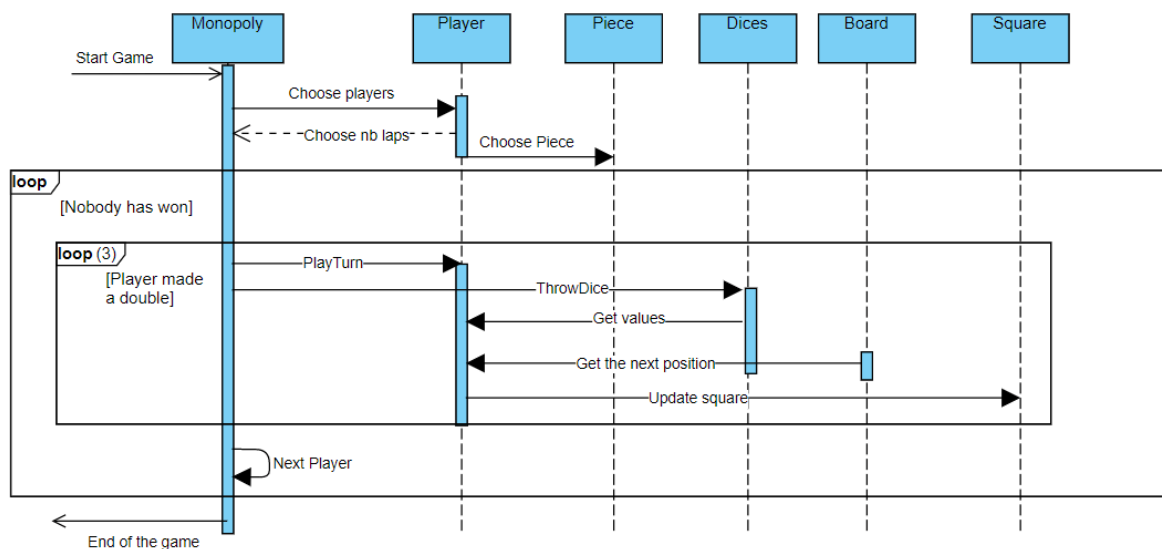 Monopoly
Player
Piece
Dices
Board
Square
Start Game
Choose players
Choose nb laps
Choose Piece
loop
[Nobody has won]
loop (3)
[Player made
a double]
PlayTurn
ThrowDice
Get values
Get the next position
Update square
Next Player
End of the game